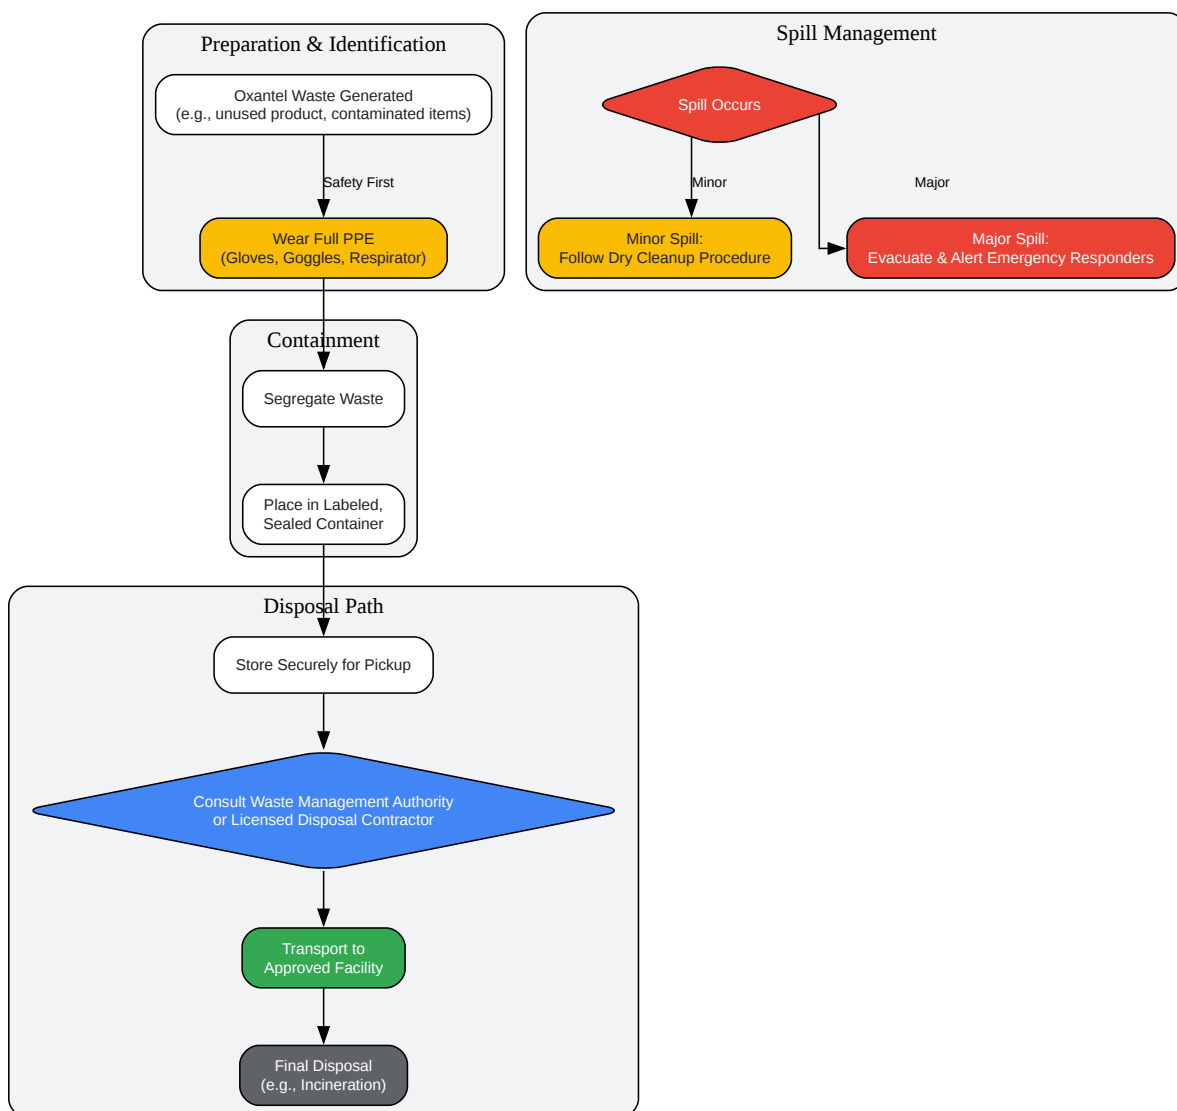 Preparation & Identification
Oxantel Waste Generated
(e.g., unused product, contaminated items)
Safety First
Wear Full PPE
(Gloves, Goggles, Respirator)
Spill Management
Spill Occurs
Minor
Major
Minor Spill:
Follow Dry Cleanup Procedure
Major Spill:
Evacuate & Alert Emergency Responders
Containment
Segregate Waste
Place in Labeled,
Sealed Container
Disposal Path
Store Securely for Pickup
Consult Waste Management Authority
or Licensed Disposal Contractor
Transport to
Approved Facility
Final Disposal
(e.g., Incineration)